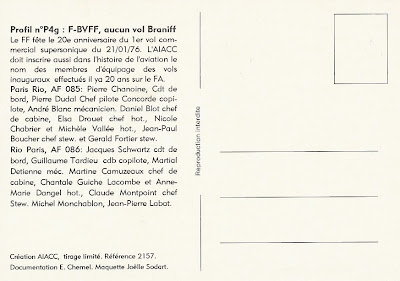 Profil n°P4g : F-BVFF, aucun vol Braniff
Le FF fête le 20e anniversaire du 1er vol com-
mercial supersonique du 21/01/76. L'AIACC
doit inscrire aussi dans l'histoire de l'aviation le
nom des membres d'équipage des vols
inaugurax effectués il ya 20 ans sur le FA.
Paris Rio, AF 085: Pierre Chanoine, Cdt de
bord, Pierre Dudal Chef pilote Concorde copi-
lote, André Blanc mécanicien. Daniel Blot chef
de cabine, Elsa Drouet chef hot., Nicole
Chabrier et Michèle Vallée hot., Jean-Paul
Boucher chef stew. et Gerald Fortier stew.
Rio Paris, AF 086: Jacques Schwartz cdt de
bord, Guillaume Tardieu cdb copilote, Martial
Detienne méc. Martine Camuzeaux chef de
cabine, Chantale Guiche Lacombe et Anne-
Marie Dangel hot., Claude Montpoint chef
Stew. Michel Monchablon, Jean-Pierre Labat.
Création AIACC, tirage limité. Référence 2157.
Documentation E. Chemel. Maquette Joëlle Sodart.
Reproduction interdite